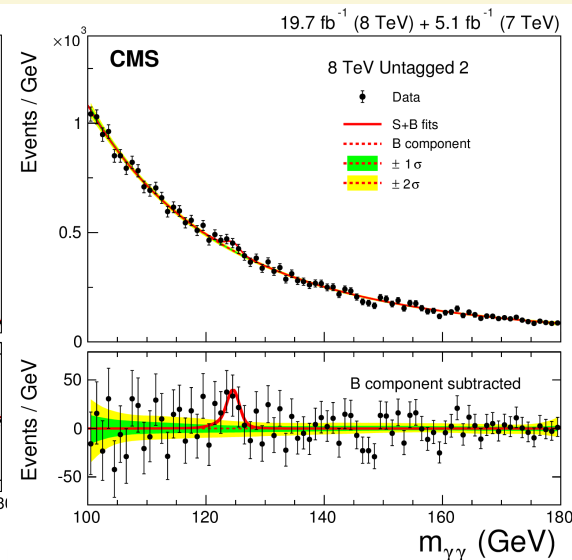 19.7 fb⁻¹ (8 TeV) + 5.1 fb⁻¹ (7 TeV)
×10³
CMS
8 TeV Untagged 2
Data
S+B fits
B component
± 1σ
± 2σ
Events / GeV
1
0.5
0
B component subtracted
Events / GeV
50
0
-50
100 120 140 160 180
mγγ (GeV)